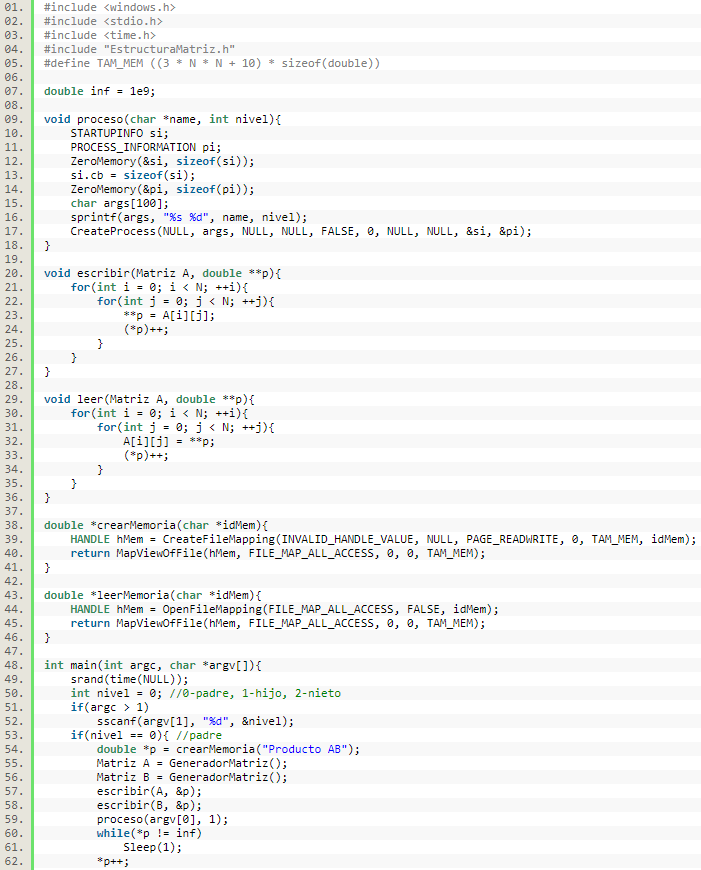 01. #include <windows.h>
02. #include <stdio.h>
03. #include <time.h>
04. #include "EstructuraMatriz.h"
05. #define TAM_MEM ((3 * N * N + 10) * sizeof(double))
06.
07. double inf = 1e9;
08.
09. void proceso(char *name, int nivel){
10.     STARTUPINFO si;
11.     PROCESS_INFORMATION pi;
12.     ZeroMemory(&si, sizeof(si));
13.     si.cb = sizeof(si);
14.     ZeroMemory(&pi, sizeof(pi));
15.     char args[100];
16.     sprintf(args, "%s %d", name, nivel);
17.     CreateProcess(NULL, args, NULL, NULL, FALSE, 0, NULL, NULL, &si, &pi);
18. }
19.
20. void escribir(Matriz A, double **p){
21.     for(int i = 0; i < N; ++i){
22.         for(int j = 0; j < N; ++j){
23.             **p = A[i][j];
24.             (*p)++;
25.         }
26.     }
27. }
28.
29. void leer(Matriz A, double **p){
30.     for(int i = 0; i < N; ++i){
31.         for(int j = 0; j < N; ++j){
32.             A[i][j] = **p;
33.             (*p)++;
34.         }
35.     }
36. }
37.
38. double *crearMemoria(char *idMem){
39.     HANDLE hMem = CreateFileMapping(INVALID_HANDLE_VALUE, NULL, PAGE_READWRITE, 0, TAM_MEM, idMem);
40.     return MapViewOfFile(hMem, FILE_MAP_ALL_ACCESS, 0, 0, TAM_MEM);
41. }
42.
43. double *leerMemoria(char *idMem){
44.     HANDLE hMem = OpenFileMapping(FILE_MAP_ALL_ACCESS, FALSE, idMem);
45.     return MapViewOfFile(hMem, FILE_MAP_ALL_ACCESS, 0, 0, TAM_MEM);
46. }
47.
48. int main(int argc, char *argv[]){
49.     srand(time(NULL));
50.     int nivel = 0; //0-padre, 1-hijo, 2-nieto
51.     if(argc > 1)
52.         sscanf(argv[1], "%d", &nivel);
53.     if(nivel == 0){ //padre
54.         double *p = crearMemoria("Producto AB");
55.         Matriz A = GeneradorMatriz();
56.         Matriz B = GeneradorMatriz();
57.         escribir(A, &p);
58.         escribir(B, &p);
59.         proceso(argv[0], 1);
60.         while(*p != inf)
61.             Sleep(1);
62.         *p++;